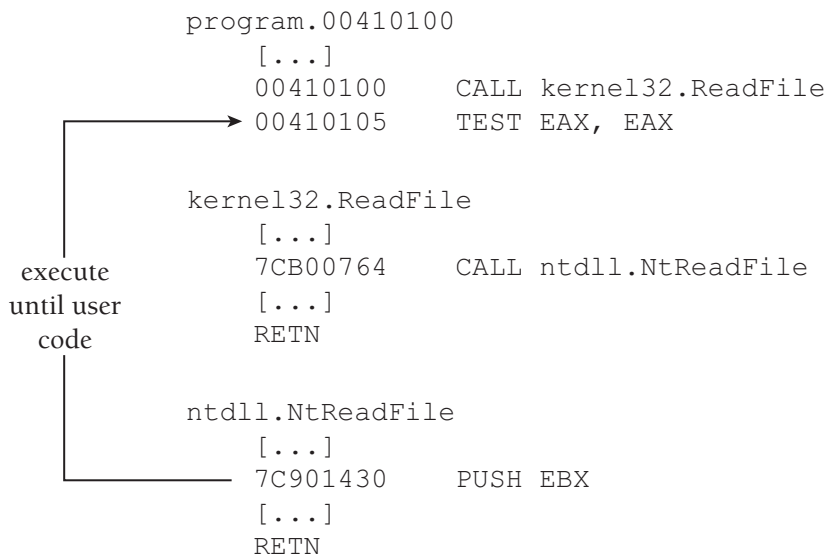 program.00410100
[...]
00410100 CALL kernel32.ReadFile
00410105 TEST EAX, EAX
kernel32.ReadFile
[...]
7CB00764 CALL ntdll.NtReadFile
[...]
RETN
execute
until user
code
ntdll.NtReadFile
[...]
7C901430 PUSH EBX
[...]
RETN